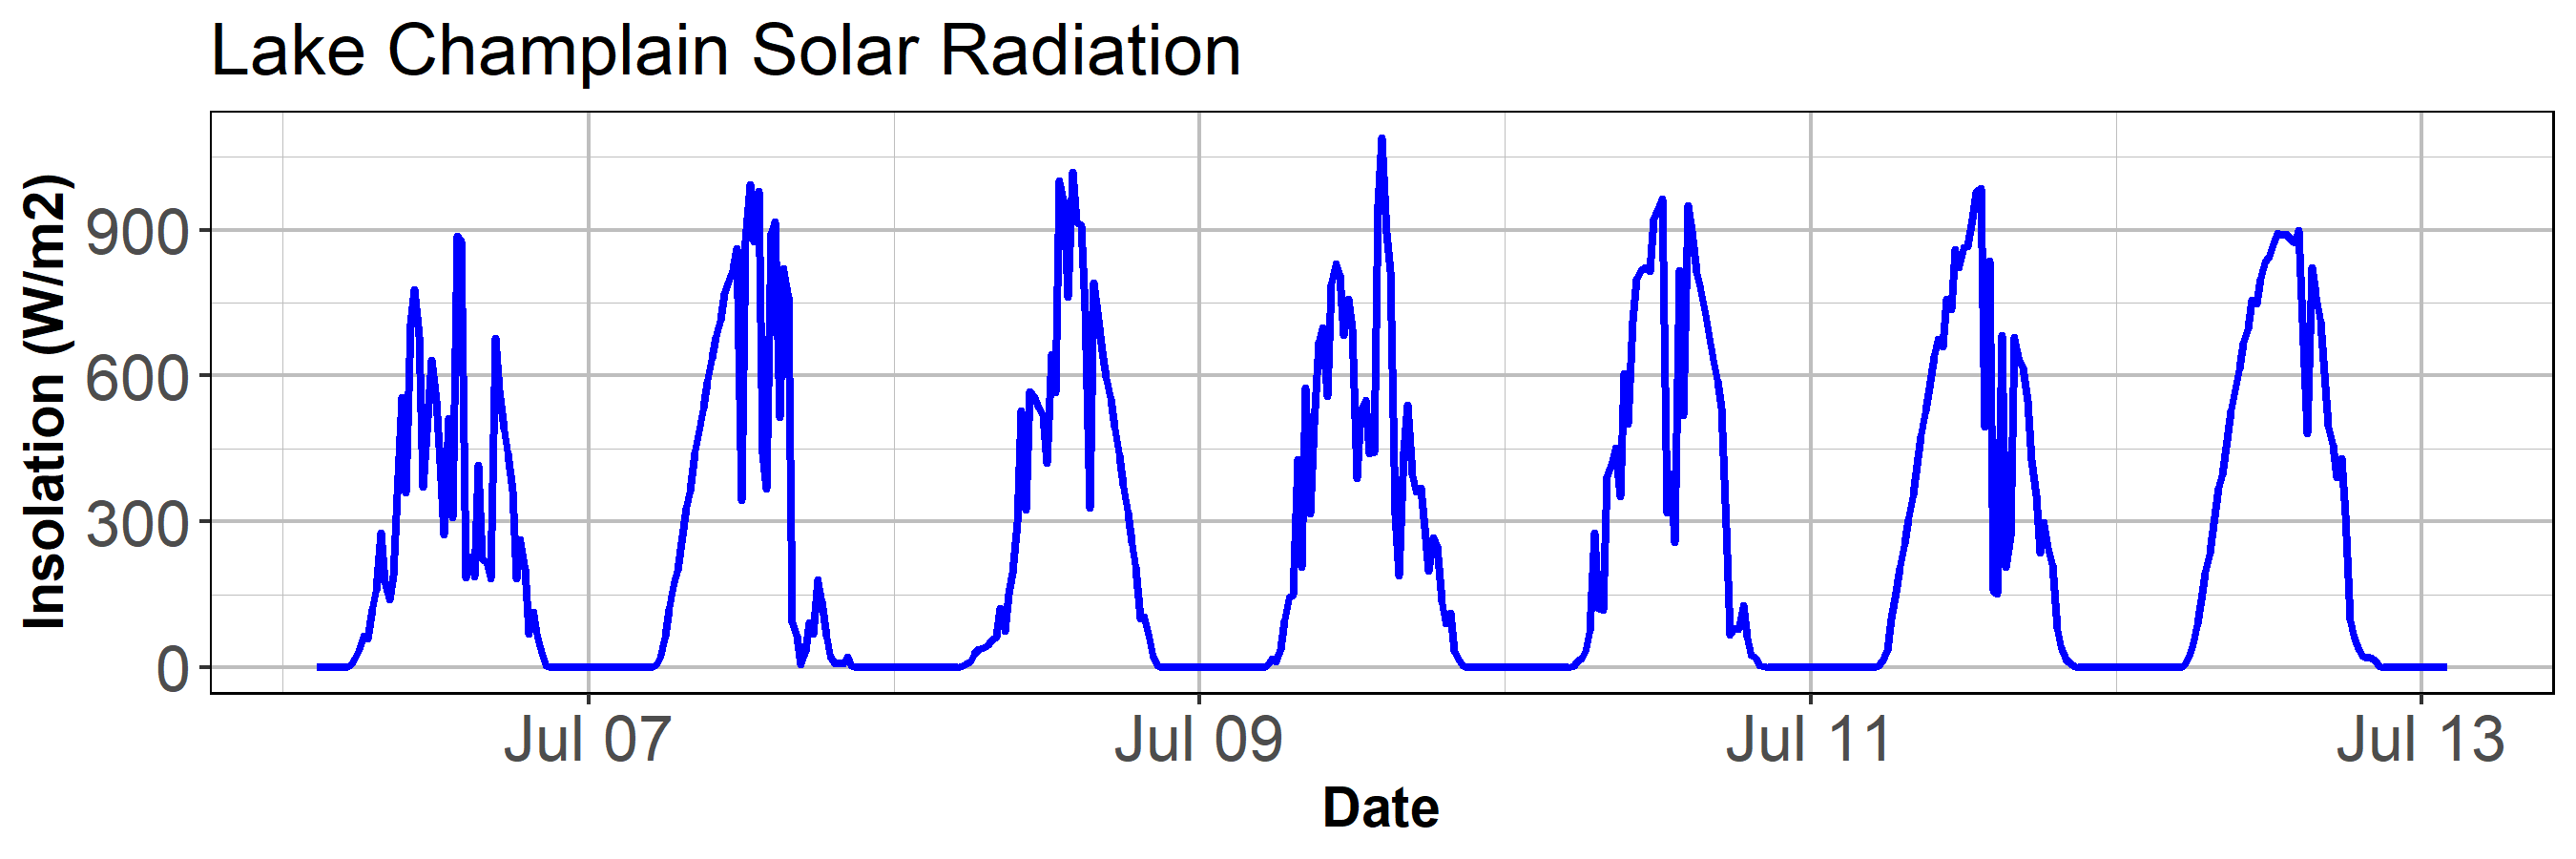 Lake Champlain Solar Radiation
Insolation (W/m2)
900
600
300
0
Jul 07
Jul 09
Jul 11
Jul 13
Date